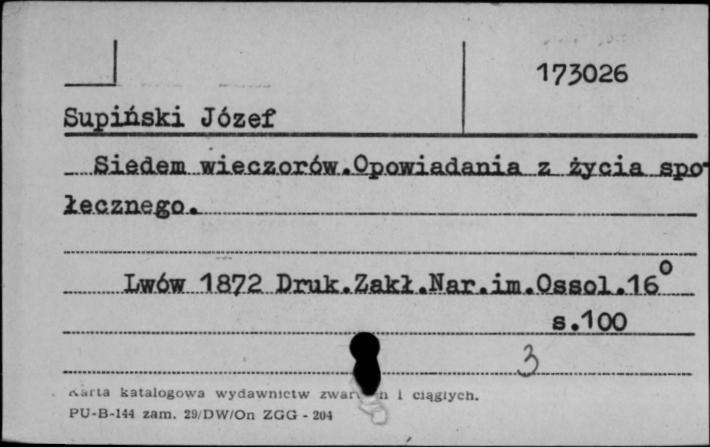 173026
Supiński Józef
Siedem wieczorów.Opowiadania z życia spo-
łecznego.
Lwów 1872 Druk.Zakł.Nar.im.Ossol.16°
s.100
3
Karta katalogowa wydawnictw i ciągłych.
PU-B-144 zam. 29/DW/On ZGG - 204